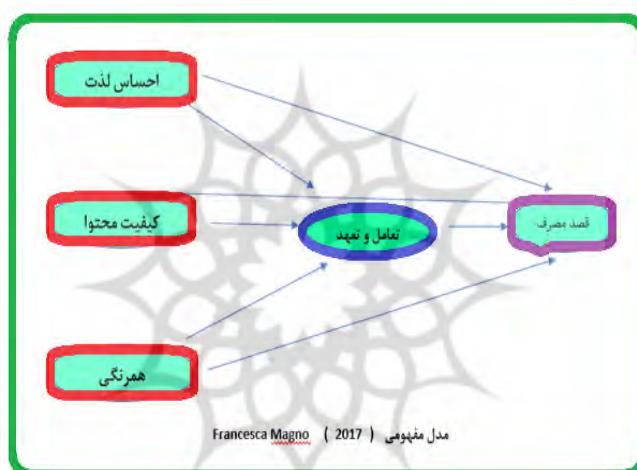 احساس لذت
کیفیت محتوا
تعامل و تعهد
قصد مصرف
همرنگی
مدل مفهومی ( 2017 ) Francesca Magno